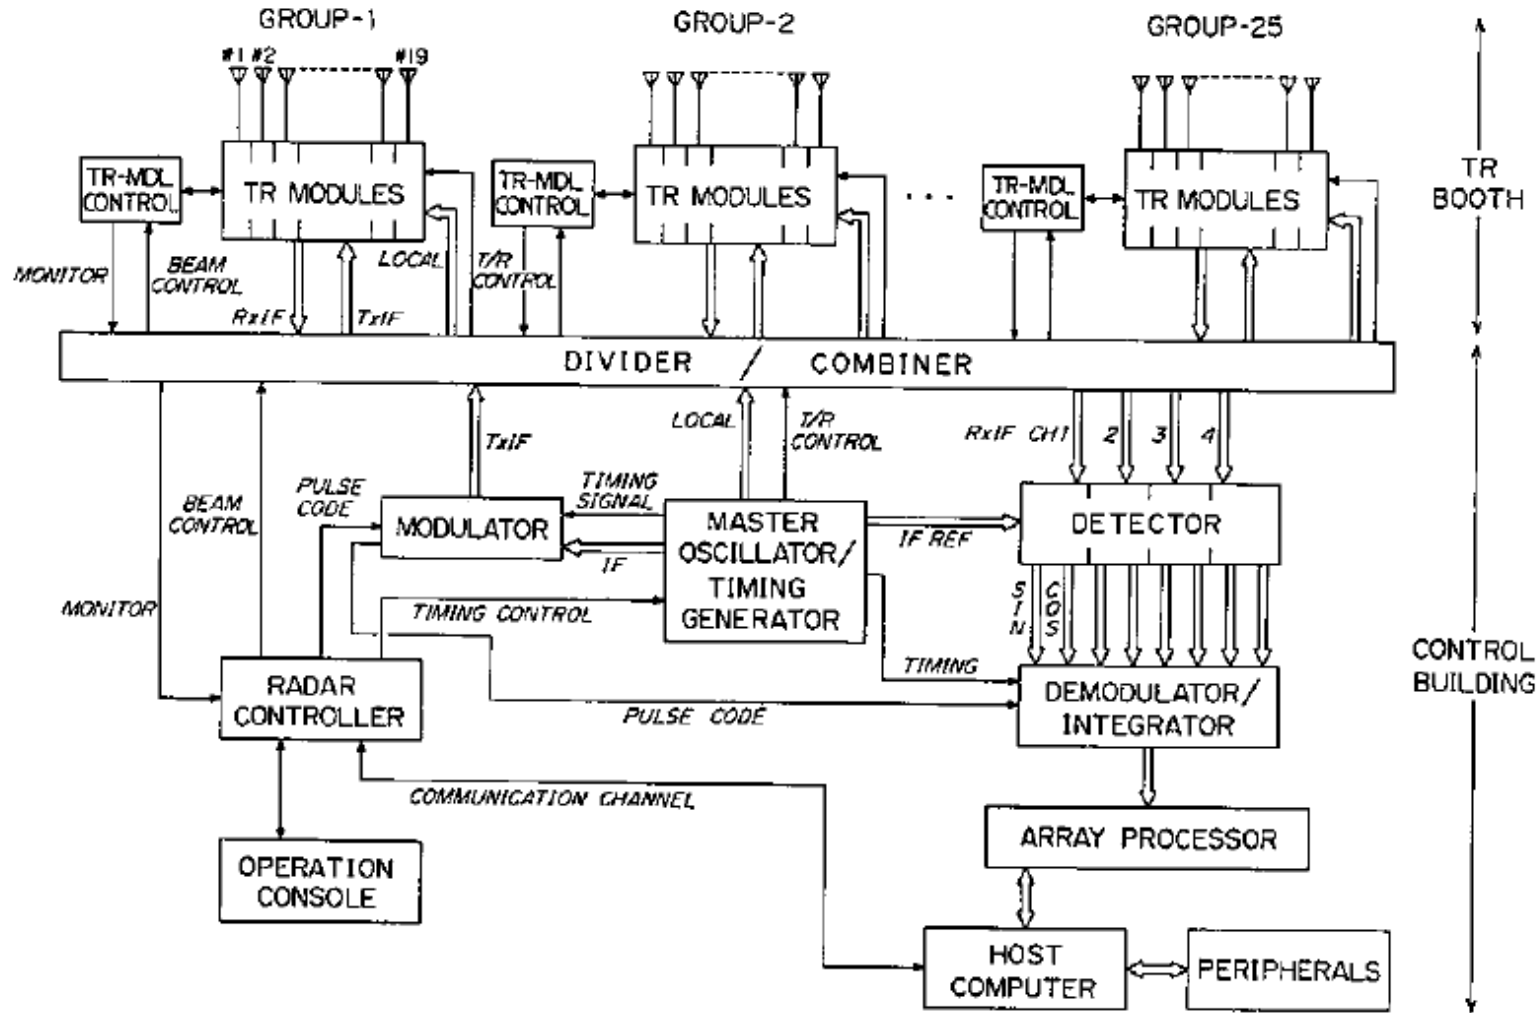 GROUP-1
GROUP-2
GROUP-25
#1 #2
#19
TR-MDL
CONTROL
TR MODULES
TR-MDL
CONTROL
TR MODULES
. . .
TR-MDL
CONTROL
TR MODULES
TR
BOOTH
MONITOR
BEAM
CONTROL
LOCAL
T/R
CONTROL
RxIF
TxIF
DIVIDER / COMBINER
TxIF
LOCAL
T/R
CONTROL
RxIF CH1 2 3 4
PULSE
CODE
TIMING
SIGNAL
BEAM
CONTROL
MODULATOR
IF
MASTER
OSCILLATOR/
TIMING
GENERATOR
IF REF
DETECTOR
SIN
COS
MONITOR
TIMING CONTROL
TIMING
CONTROL
BUILDING
RADAR
CONTROLLER
PULSE CODE
DEMODULATOR/
INTEGRATOR
COMMUNICATION CHANNEL
ARRAY PROCESSOR
OPERATION
CONSOLE
HOST
COMPUTER
PERIPHERALS